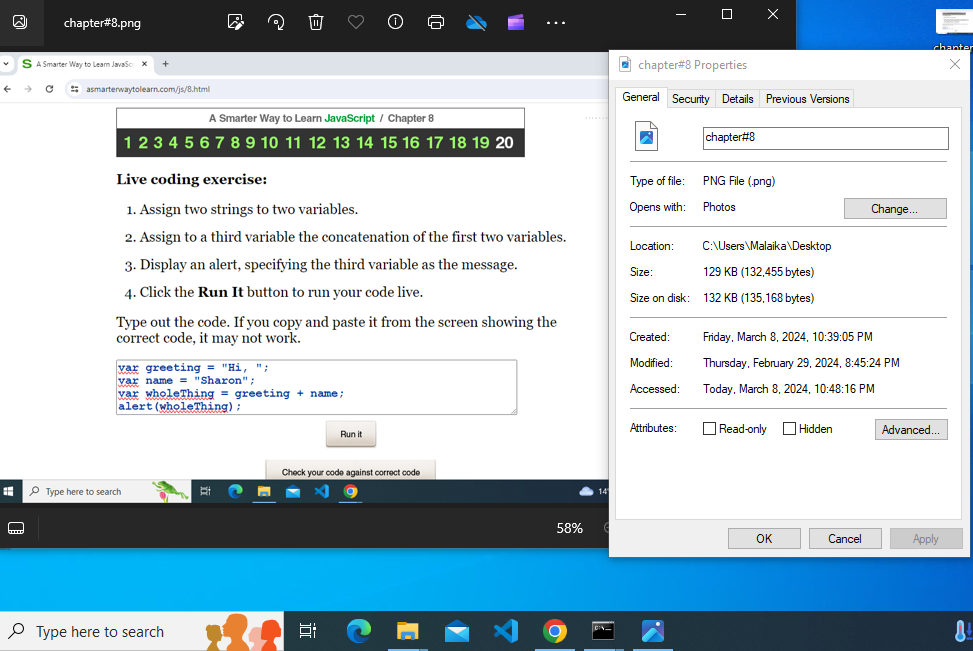 chapter#8.png
A Smarter Way to Learn JavaSc
asmarterwaytolearn.com/js/8.html
A Smarter Way to Learn JavaScript / Chapter 8
1 2 3 4 5 6 7 8 9 10 11 12 13 14 15 16 17 18 19 20
Live coding exercise:
1. Assign two strings to two variables.
2. Assign to a third variable the concatenation of the first two variables.
3. Display an alert, specifying the third variable as the message.
4. Click the Run It button to run your code live.
Type out the code. If you copy and paste it from the screen showing the
correct code, it may not work.
var greeting = "Hi, ";
var name = "Sharon";
var wholeThing = greeting + name;
alert(wholeThing);
Run it
Check your code against correct code
Type here to search
14°
58%
chapter#8 Properties
General Security Details Previous Versions
chapter#8
Type of file: PNG File (.png)
Opens with: Photos Change...
Location: C:\Users\Malaika\Desktop
Size: 129 KB (132,455 bytes)
Size on disk: 132 KB (135,168 bytes)
Created: Friday, March 8, 2024, 10:39:05 PM
Modified: Thursday, February 29, 2024, 8:45:24 PM
Accessed: Today, March 8, 2024, 10:48:16 PM
Attributes: Read-only Hidden Advanced...
OK Cancel Apply
Type here to search